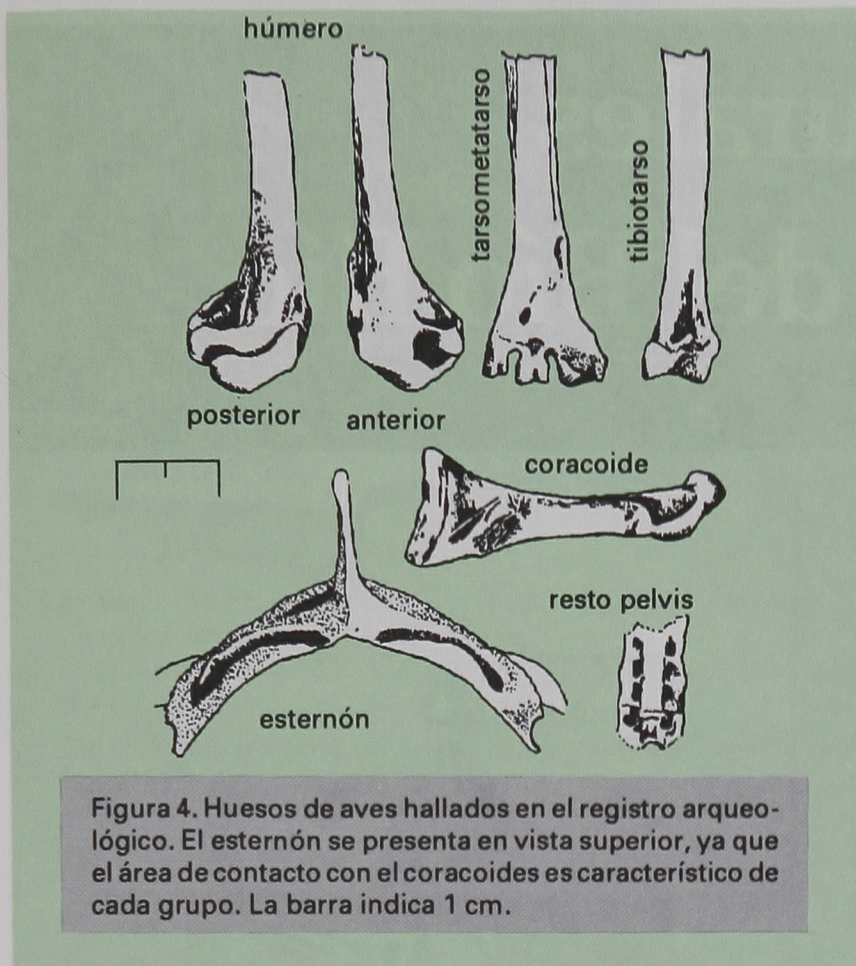 húmero
tarsometatarso
tibiotarso
posterior
anterior
coracoide
resto pelvis
esternón
Figura 4. Huesos de aves hallados en el registro arqueo-
lógico. El esternón se presenta en vista superior, ya que
el área de contacto con el coracoides es característico de
cada grupo. La barra indica 1 cm.